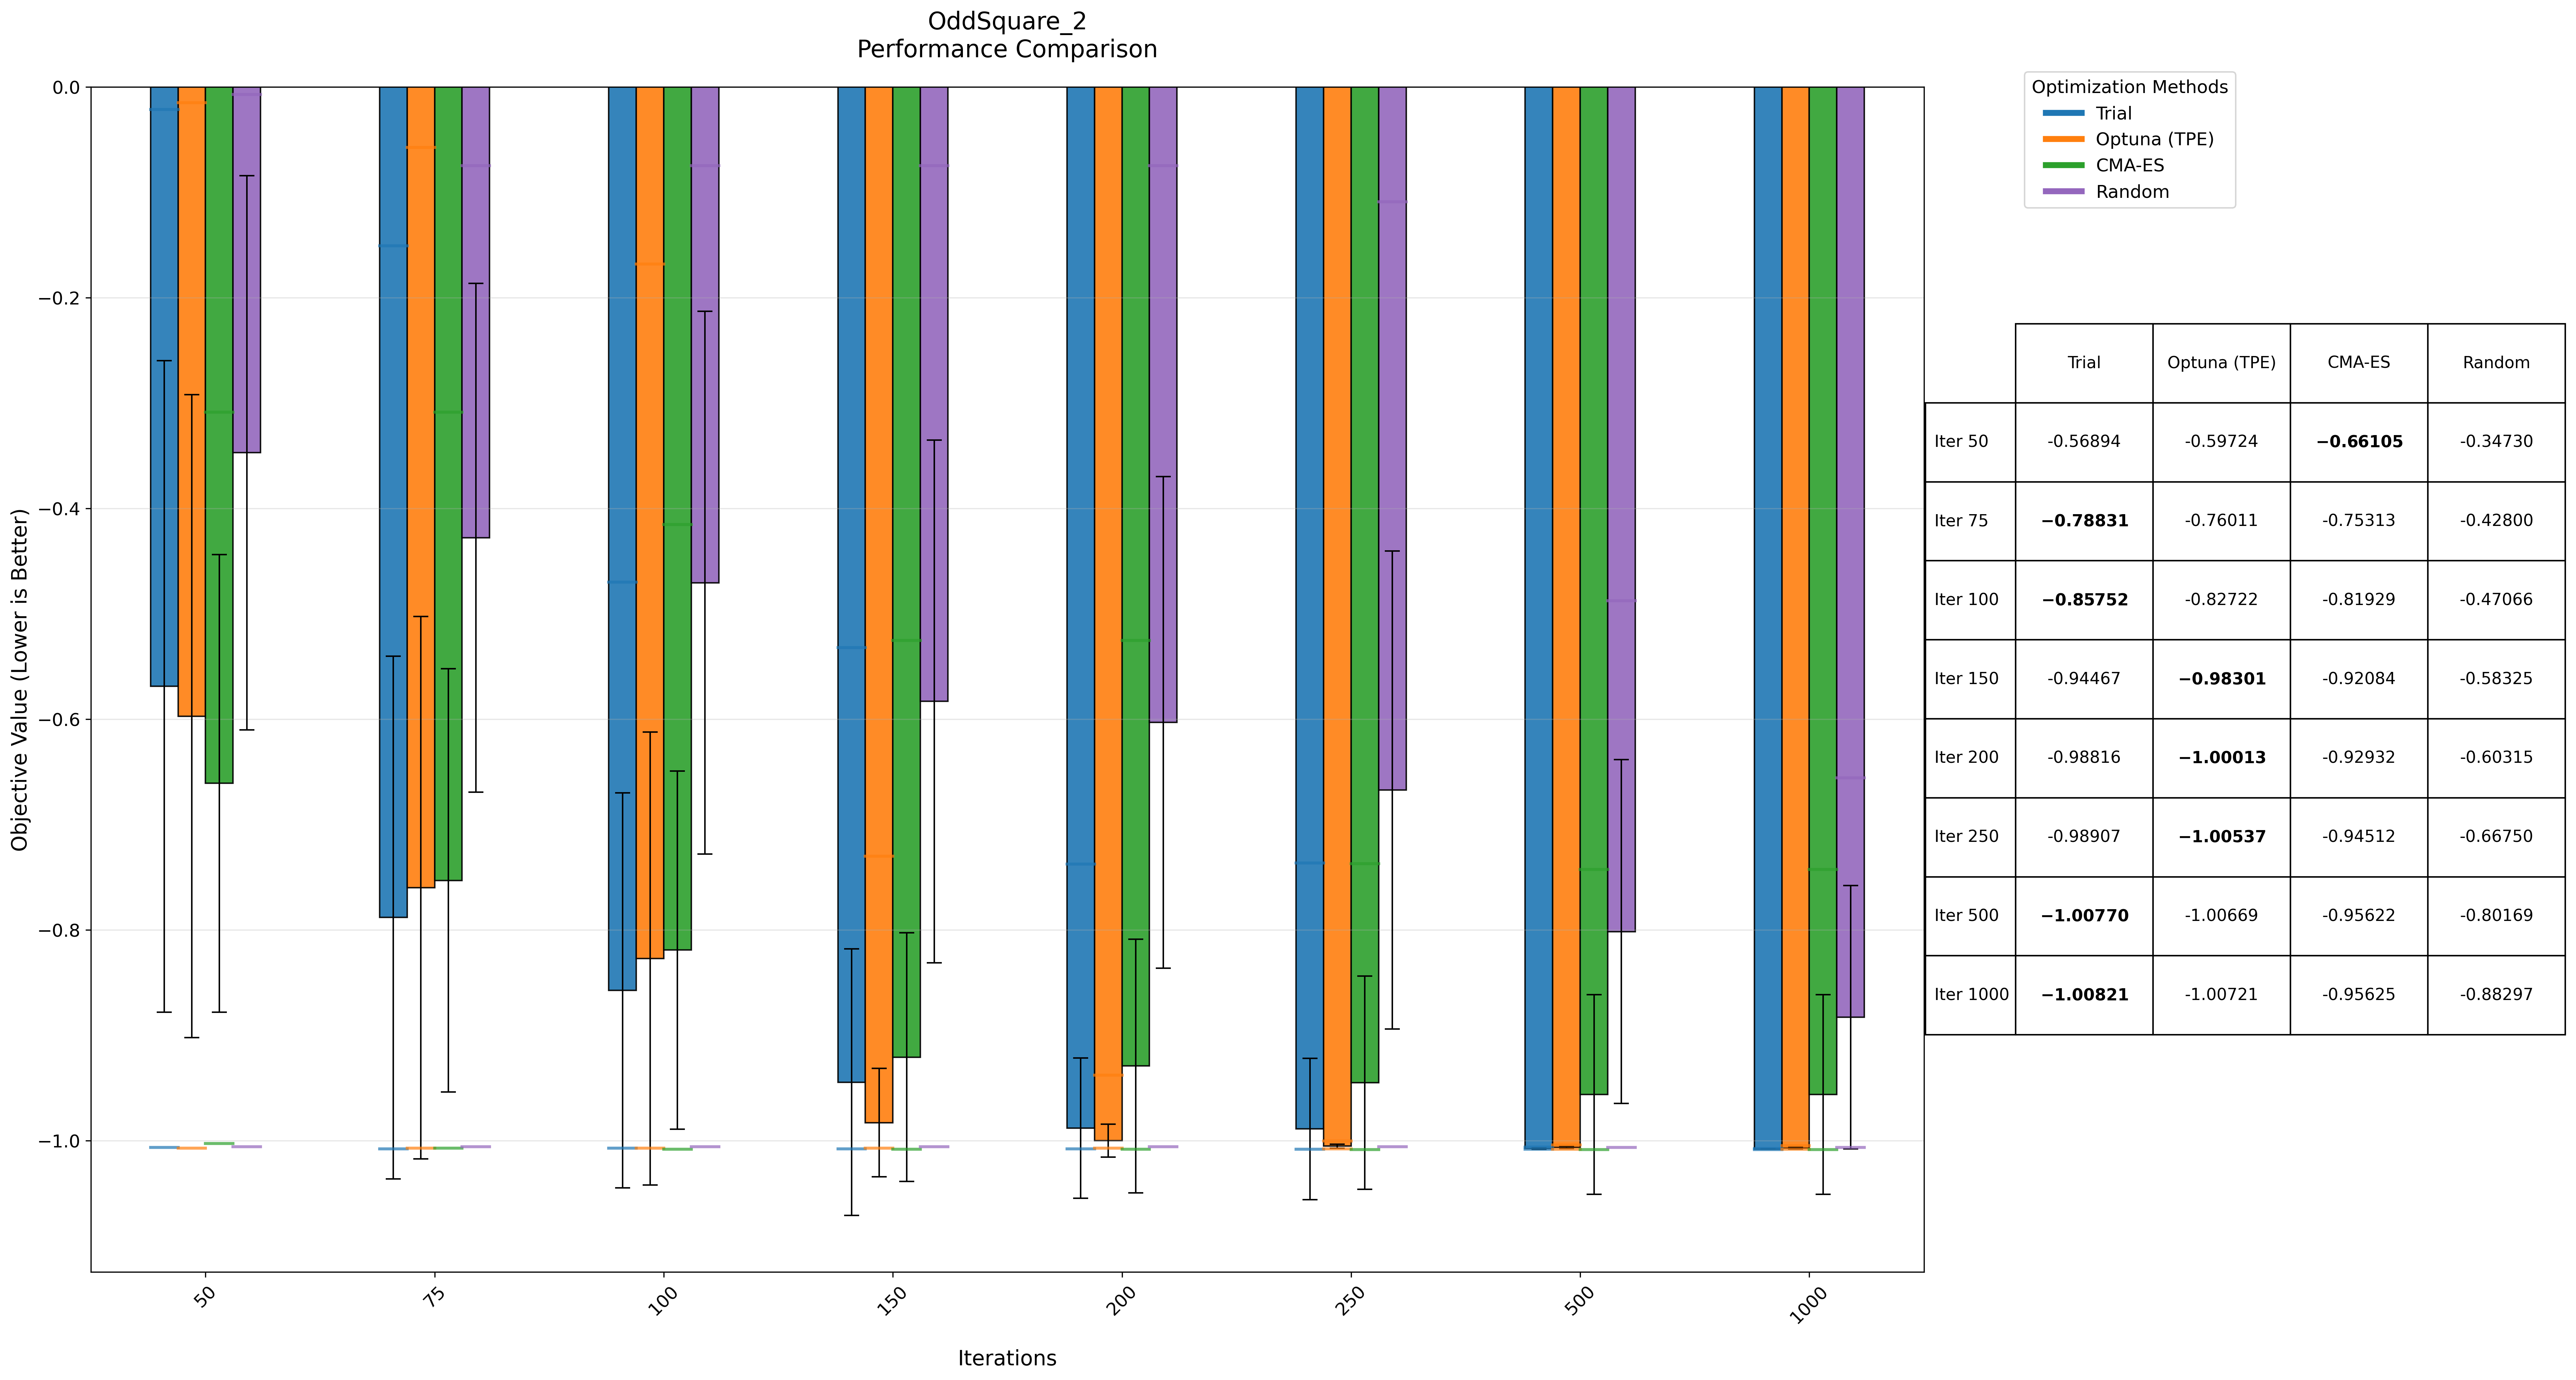 OddSquare_2
Performance Comparison
Objective Value (Lower is Better)
0.0
−0.2
−0.4
−0.6
−0.8
−1.0
50
75
100
150
200
250
500
1000
Iterations
Optimization Methods
Trial
Optuna (TPE)
CMA-ES
Random
Trial Optuna (TPE) CMA-ES Random
Iter 50 -0.56894 -0.59724 −0.66105 -0.34730
Iter 75 −0.78831 -0.76011 -0.75313 -0.42800
Iter 100 −0.85752 -0.82722 -0.81929 -0.47066
Iter 150 -0.94467 −0.98301 -0.92084 -0.58325
Iter 200 -0.98816 −1.00013 -0.92932 -0.60315
Iter 250 -0.98907 −1.00537 -0.94512 -0.66750
Iter 500 −1.00770 -1.00669 -0.95622 -0.80169
Iter 1000 −1.00821 -1.00721 -0.95625 -0.88297